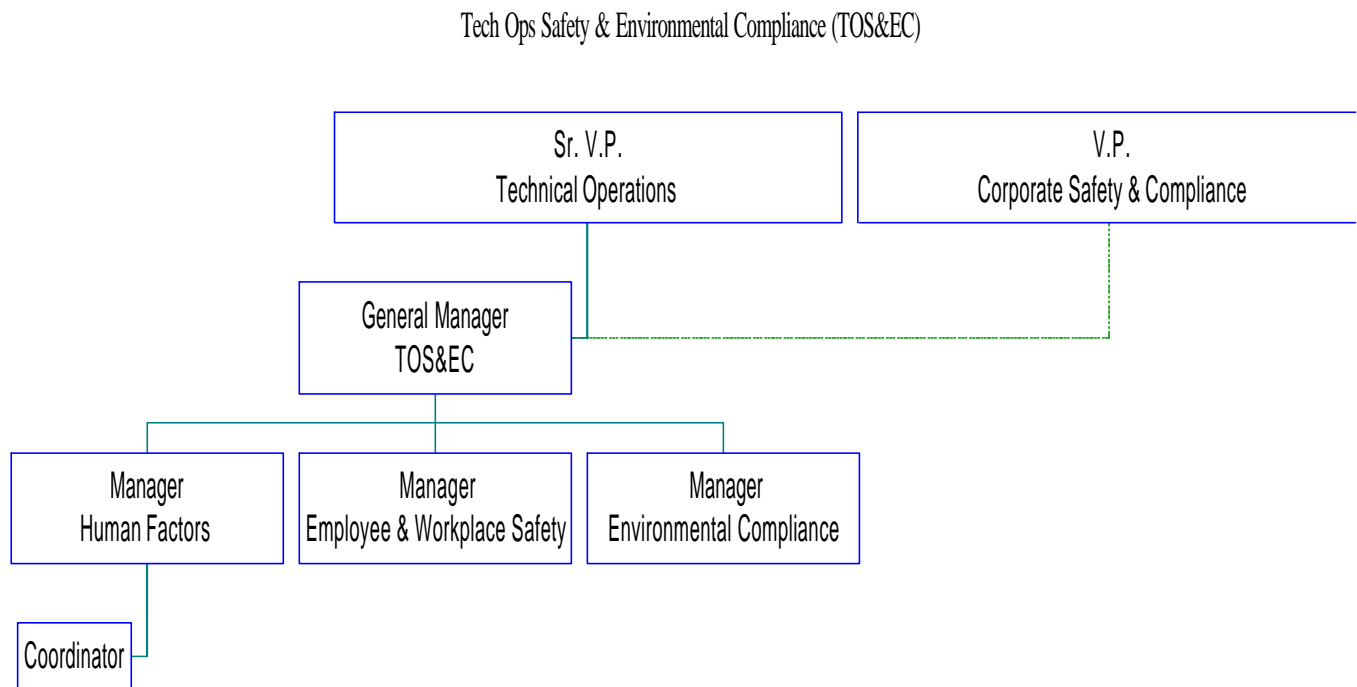 Tech Ops Safety & Environmental Compliance (TOS&EC)
Sr. V.P.
Technical Operations
V.P.
Corporate Safety & Compliance
General Manager
TOS&EC
Manager
Human Factors
Manager
Employee & Workplace Safety
Manager
Environmental Compliance
Coordinator